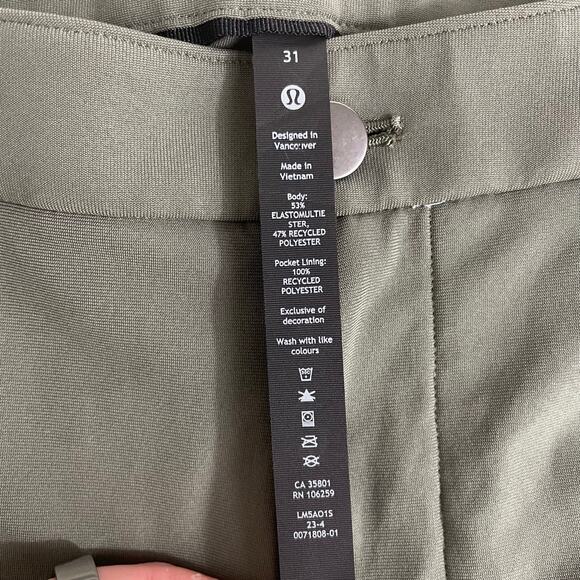 31
Designed in
Vancouver
Made in
Vietnam
Body:
53%
ELASTOMULTIE
STER,
47% RECYCLED
POLYESTER
Pocket Lining:
100%
RECYCLED
POLYESTER
Exclusive of
decoration
Wash with like
colours
CA 35801
RN 106259
LM5AO1S
23-4
0071808-01